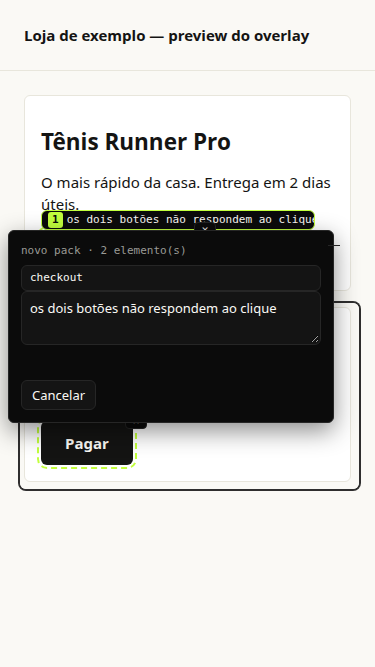 Loja de exemplo — preview do overlay
Tênis Runner Pro
O mais rápido da casa. Entrega em 2 dias
úteis.
1 os dois botões não respondem ao clique
novo pack · 2 elemento(s)
checkout
os dois botões não respondem ao clique
Cancelar
Pagar